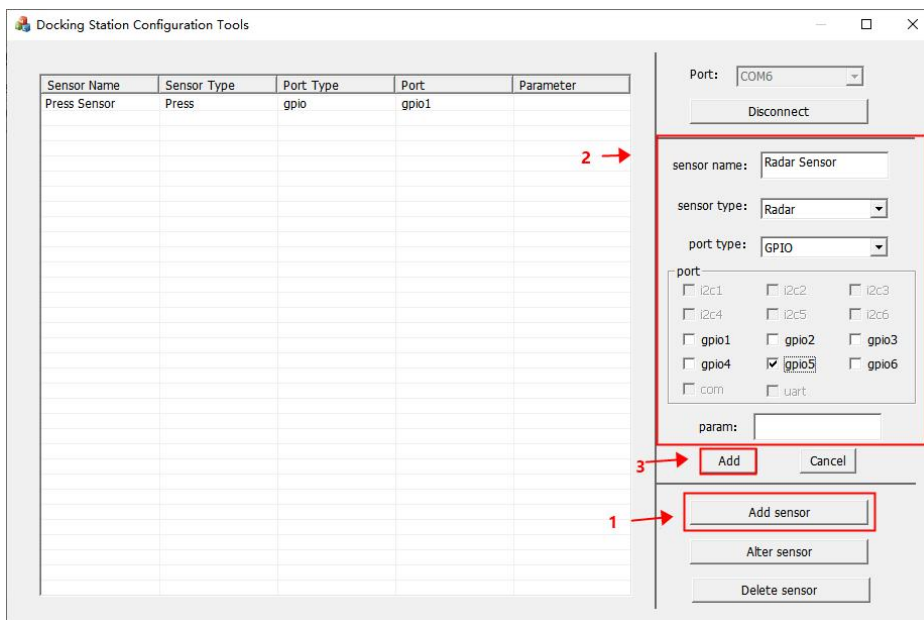 Docking Station Configuration Tools
Sensor Name Sensor Type Port Type Port Parameter
Press Sensor Press gpio gpio1
Port: COM6
Disconnect
2
sensor name: Radar Sensor
sensor type: Radar
port type: GPIO
port
i2c1 i2c2 i2c3
i2c4 i2c5 i2c6
gpio1 gpio2 gpio3
gpio4 gpio5 gpio6
com uart
param:
3 Add Cancel
1 Add sensor
Alter sensor
Delete sensor